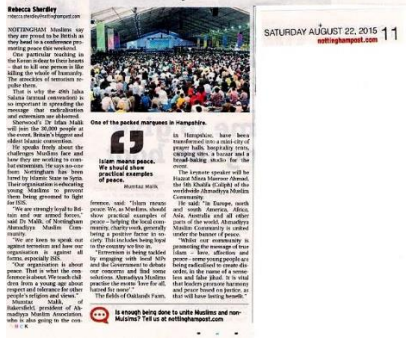 Rebecca Sherdley
rebecca.sherdley@nottinghampost.com
NOTTINGHAM Muslims say
they are proud to be British as
they head to a conference pro-
moting peace this weekend.
One particular teaching in
the Koran is dear to their hearts
– that to kill one person is like
killing the whole of humanity.
The atrocities of terrorism re-
pulse them.
That is why the 49th Jalsa
Salana (annual convention) is
so important in spreading the
message that radicalisation
and extremism are abhorred.
Sherwood's Dr Irfan Malik
will join the 30,000 people at
the event, Britain's biggest and
oldest Islamic convention.
He speaks freely about the
challenges Muslims face and
how they are working to com-
bat extremism. He says no-one
from Nottingham has been
lured by Islamic State to Syria.
Their organisation is educating
young Muslims to prevent
them being groomed to fight
for ISIS.
"We are strongly loyal to Bri-
tain and our armed forces,"
said Dr Malik, of Nottingham
Ahmadiyya Muslim Com-
munity.
"We are keen to speak out
against terrorism and how our
organisation is against all
forms, especially ISIS.
"Our organisation is about
peace. That is what the con-
ference is about. We teach chil-
dren from a young age about
respect and tolerance for other
people's religion and views."
Mumtaz Malik, of
Bakersfield, president of Ah-
madiyya Muslim Association,
who is also going to the con-
One of the packed marquees in Hampshire.
Islam means peace.
We should show
practical examples
of peace.
Mumtaz Malik
ference, said: "Islam means
peace. We, as Muslims, should
show practical examples of
peace – helping the local com-
munity, charity work, generally
being a positive factor in so-
ciety. This includes being loyal
to the country we live in.
"Extremism is being tackled
by engaging with local MPs
and the Government to debate
our concerns and find some
solutions. Ahmadiyya Muslims
practise the motto 'love for all,
hatred for none'."
The fields of Oaklands Farm,
in Hampshire, have been
transformed into a mini-city of
prayer halls, hospitality tents,
camping sites, a bazaar and a
bread-baking studio for the
event.
The keynote speaker will be
Hazrat Mirza Masroor Ahmad,
the 5th Khalifa (Caliph) of the
worldwide Ahmadiyya Muslim
Community.
He said: "In Europe, north
and south America, Africa,
Asia, Australia and all other
parts of the world, Ahmadiyya
Muslim Community is united
under the banner of peace.
"Whilst our community is
promoting the message of true
Islam – love, affection and
peace – some young people are
being radicalised to create dis-
order, in the name of a sense-
less and false jihad. It is vital
that leaders promote harmony
and peace based on justice, as
that will have lasting benefit."
Is enough being done to unite Muslims and non-
Muslims? Tell us at nottinghampost.com
SATURDAY AUGUST 22, 2015 11
nottinghampost.com